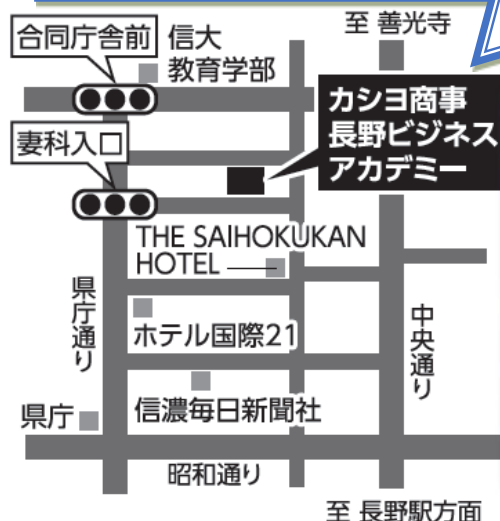 至 善光寺
合同庁舎前
信大
教育学部
カシヨ商事
長野ビジネス
アカデミー
妻科入口
THE SAIHOKUKAN
HOTEL
県庁通り
ホテル国際21
中央通り
信濃毎日新聞社
県庁
昭和通り
至 長野駅方面